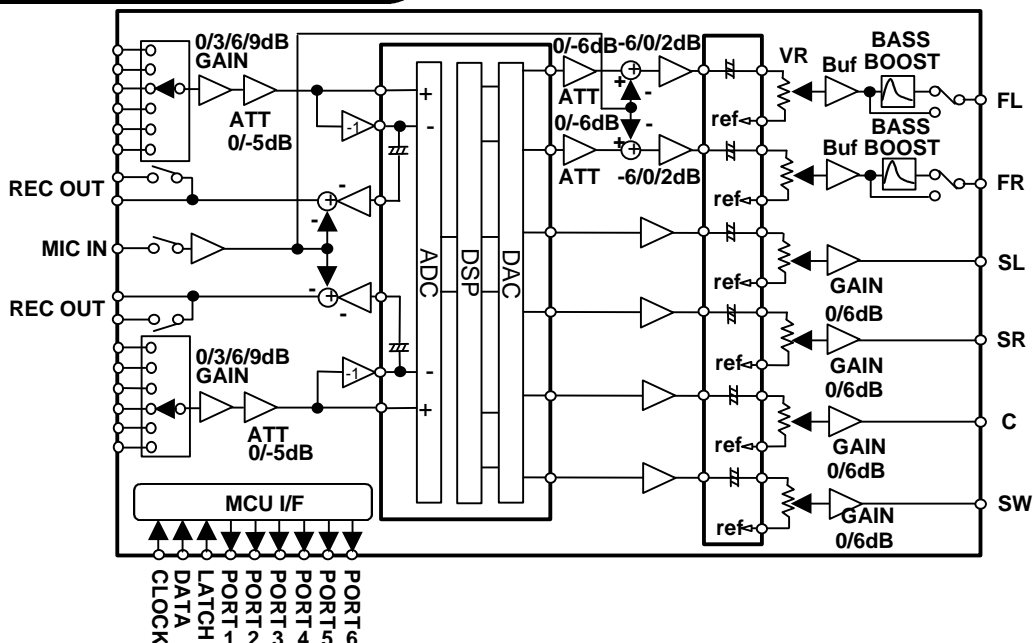 0/3/6/9dB
GAIN
ATT
0/-5dB
-1
+
-
REC OUT
-
-
MIC IN
-
-
REC OUT
0/3/6/9dB
GAIN
ATT
0/-5dB
-1
-
+
ADC
DSP
DAC
0/-6dB
ATT
-6/0/2dB
+
-
0/-6dB
ATT
-6/0/2dB
+
-
VR
ref
ref
ref
ref
ref
ref
Buf
BASS
BOOST
FL
Buf
BASS
BOOST
FR
GAIN
0/6dB
SL
GAIN
0/6dB
SR
GAIN
0/6dB
C
GAIN
0/6dB
SW
MCU I/F
CLOCK
DATA
LATCH
PORT1
PORT2
PORT3
PORT4
PORT5
PORT6